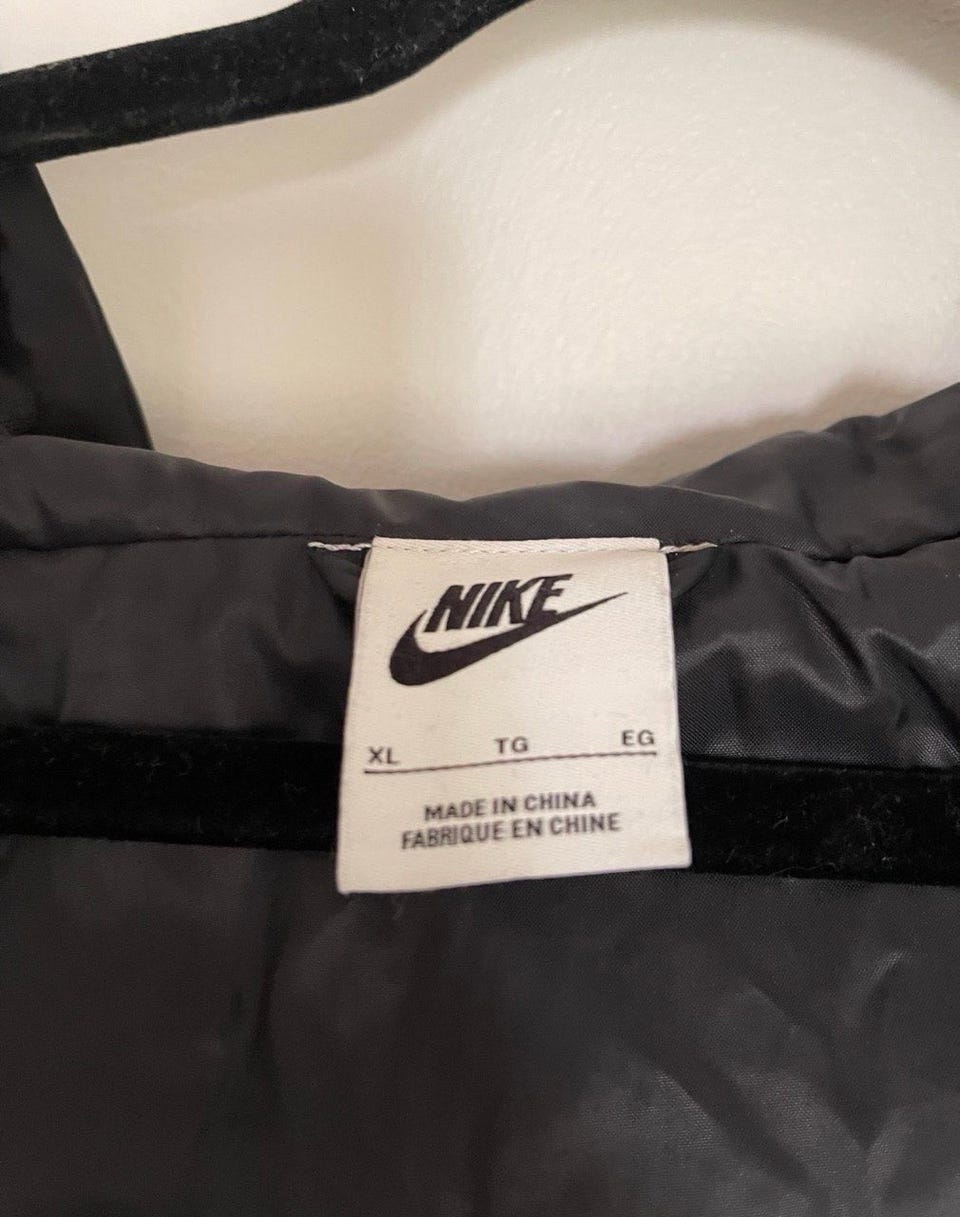 NIKE
XL TG EG
MADE IN CHINA
FABRIQUE EN CHINE